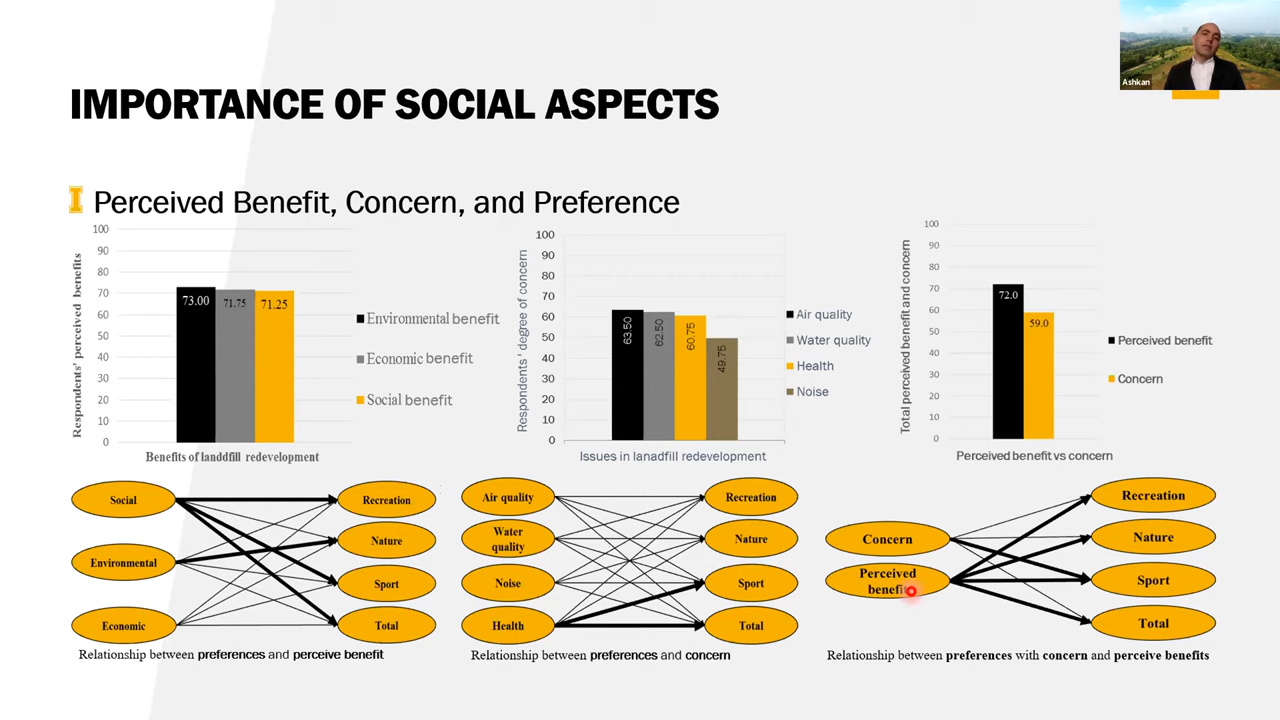 Ashkan
IMPORTANCE OF SOCIAL ASPECTS
I Perceived Benefit, Concern, and Preference
Respondents' perceived benefits
100
90
80
70
60
50
40
30
20
10
0
73.00
71.75
71.25
Environmental benefit
Economic benefit
Social benefit
Benefits of landdfill redevelopment
Respondents ' degree of concern
100
90
80
70
60
50
40
30
20
10
0
63.50
62.50
60.75
49.75
Air quality
Water quality
Health
Noise
Issues in lanadfill redevelopment
Total perceived benefit and concern
100
90
80
70
60
50
40
30
20
10
0
72.0
59.0
Perceived benefit
Concern
Perceived benefit vs concern
Social
Environmental
Economic
Recreation
Nature
Sport
Total
Relationship between preferences and perceive benefit
Air quality
Water
quality
Noise
Health
Recreation
Nature
Sport
Total
Relationship between preferences and concern
Concern
Perceived
benefits
Recreation
Nature
Sport
Total
Relationship between preferences with concern and perceive benefits